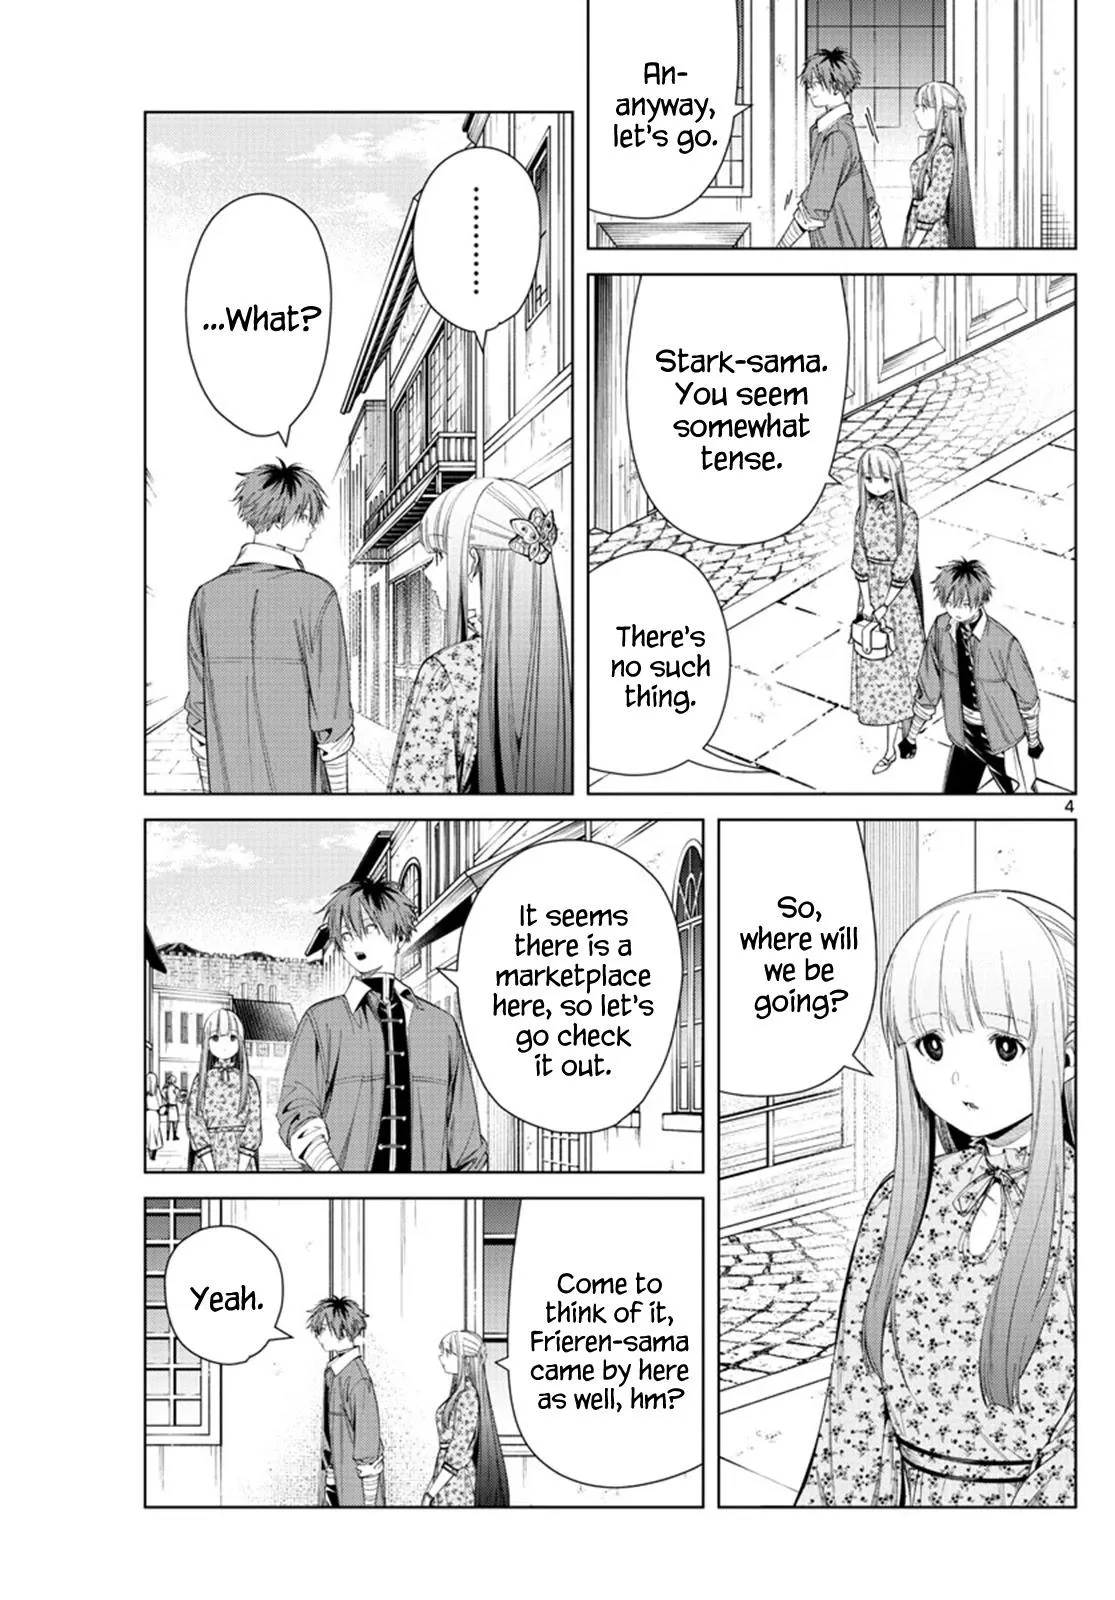 An-
anyway,
let's go.
Stark-sama.
You seem
somewhat
tense.
There's
no such
thing.
.........
...What?
4
So,
where will
we be
going?
It seems
there is a
marketplace
here, so let's
go check
it out.
Come to
think of it,
Frieren-sama
came by here
as well, hm?
Yeah.